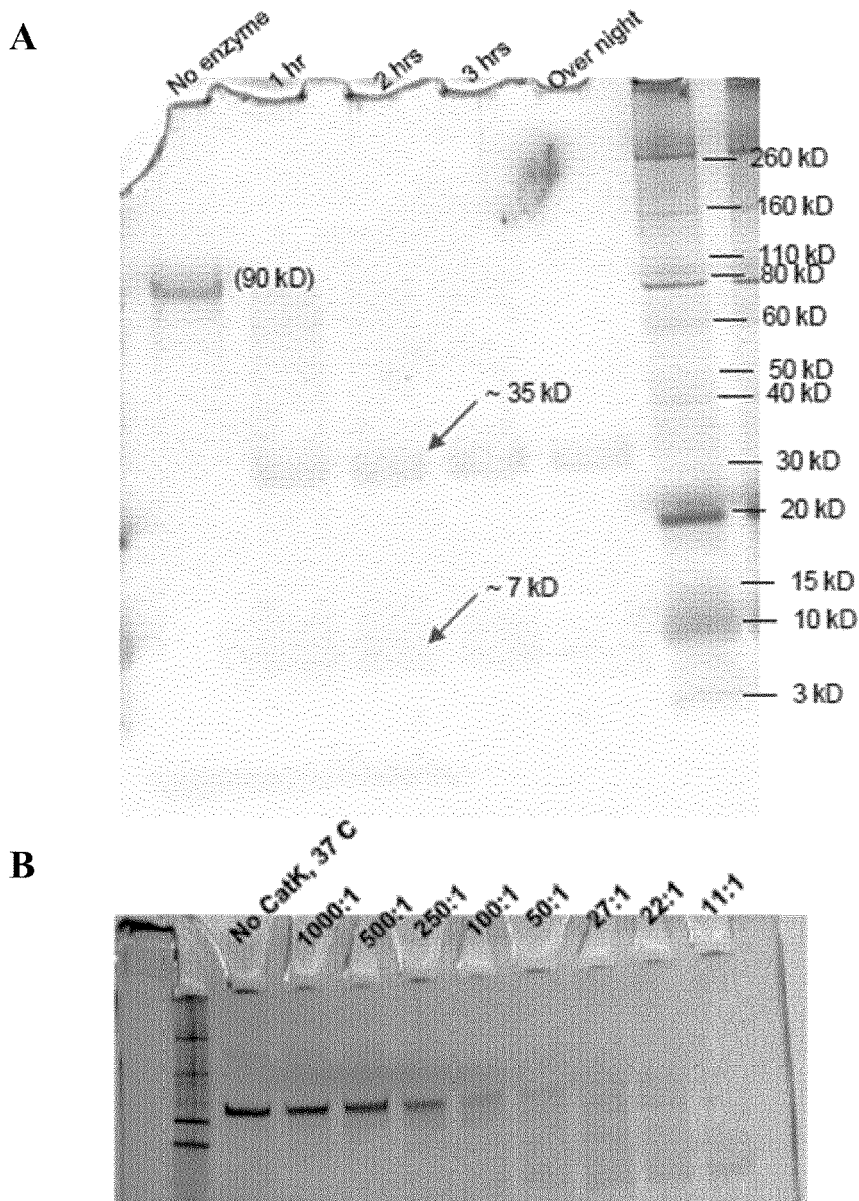 A
No enzyme
1 hr
2 hrs
3 hrs
Over night
260 kD
160 kD
(90 kD)
110 kD
80 kD
60 kD
50 kD
~ 35 kD
40 kD
30 kD
20 kD
~ 7 kD
15 kD
10 kD
3 kD
B
No CatK, 37 C
1000:1
500:1
250:1
100:1
50:1
27:1
22:1
11:1